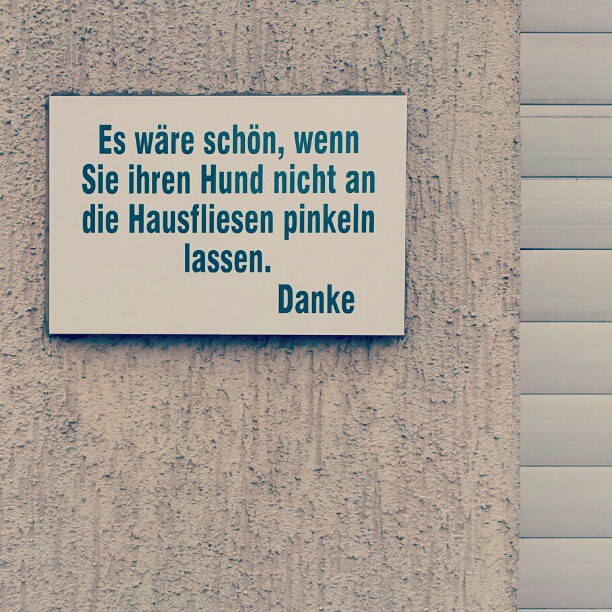 Es wäre schön, wenn
Sie ihren Hund nicht an
die Hausfliesen pinkeln
lassen.
Danke